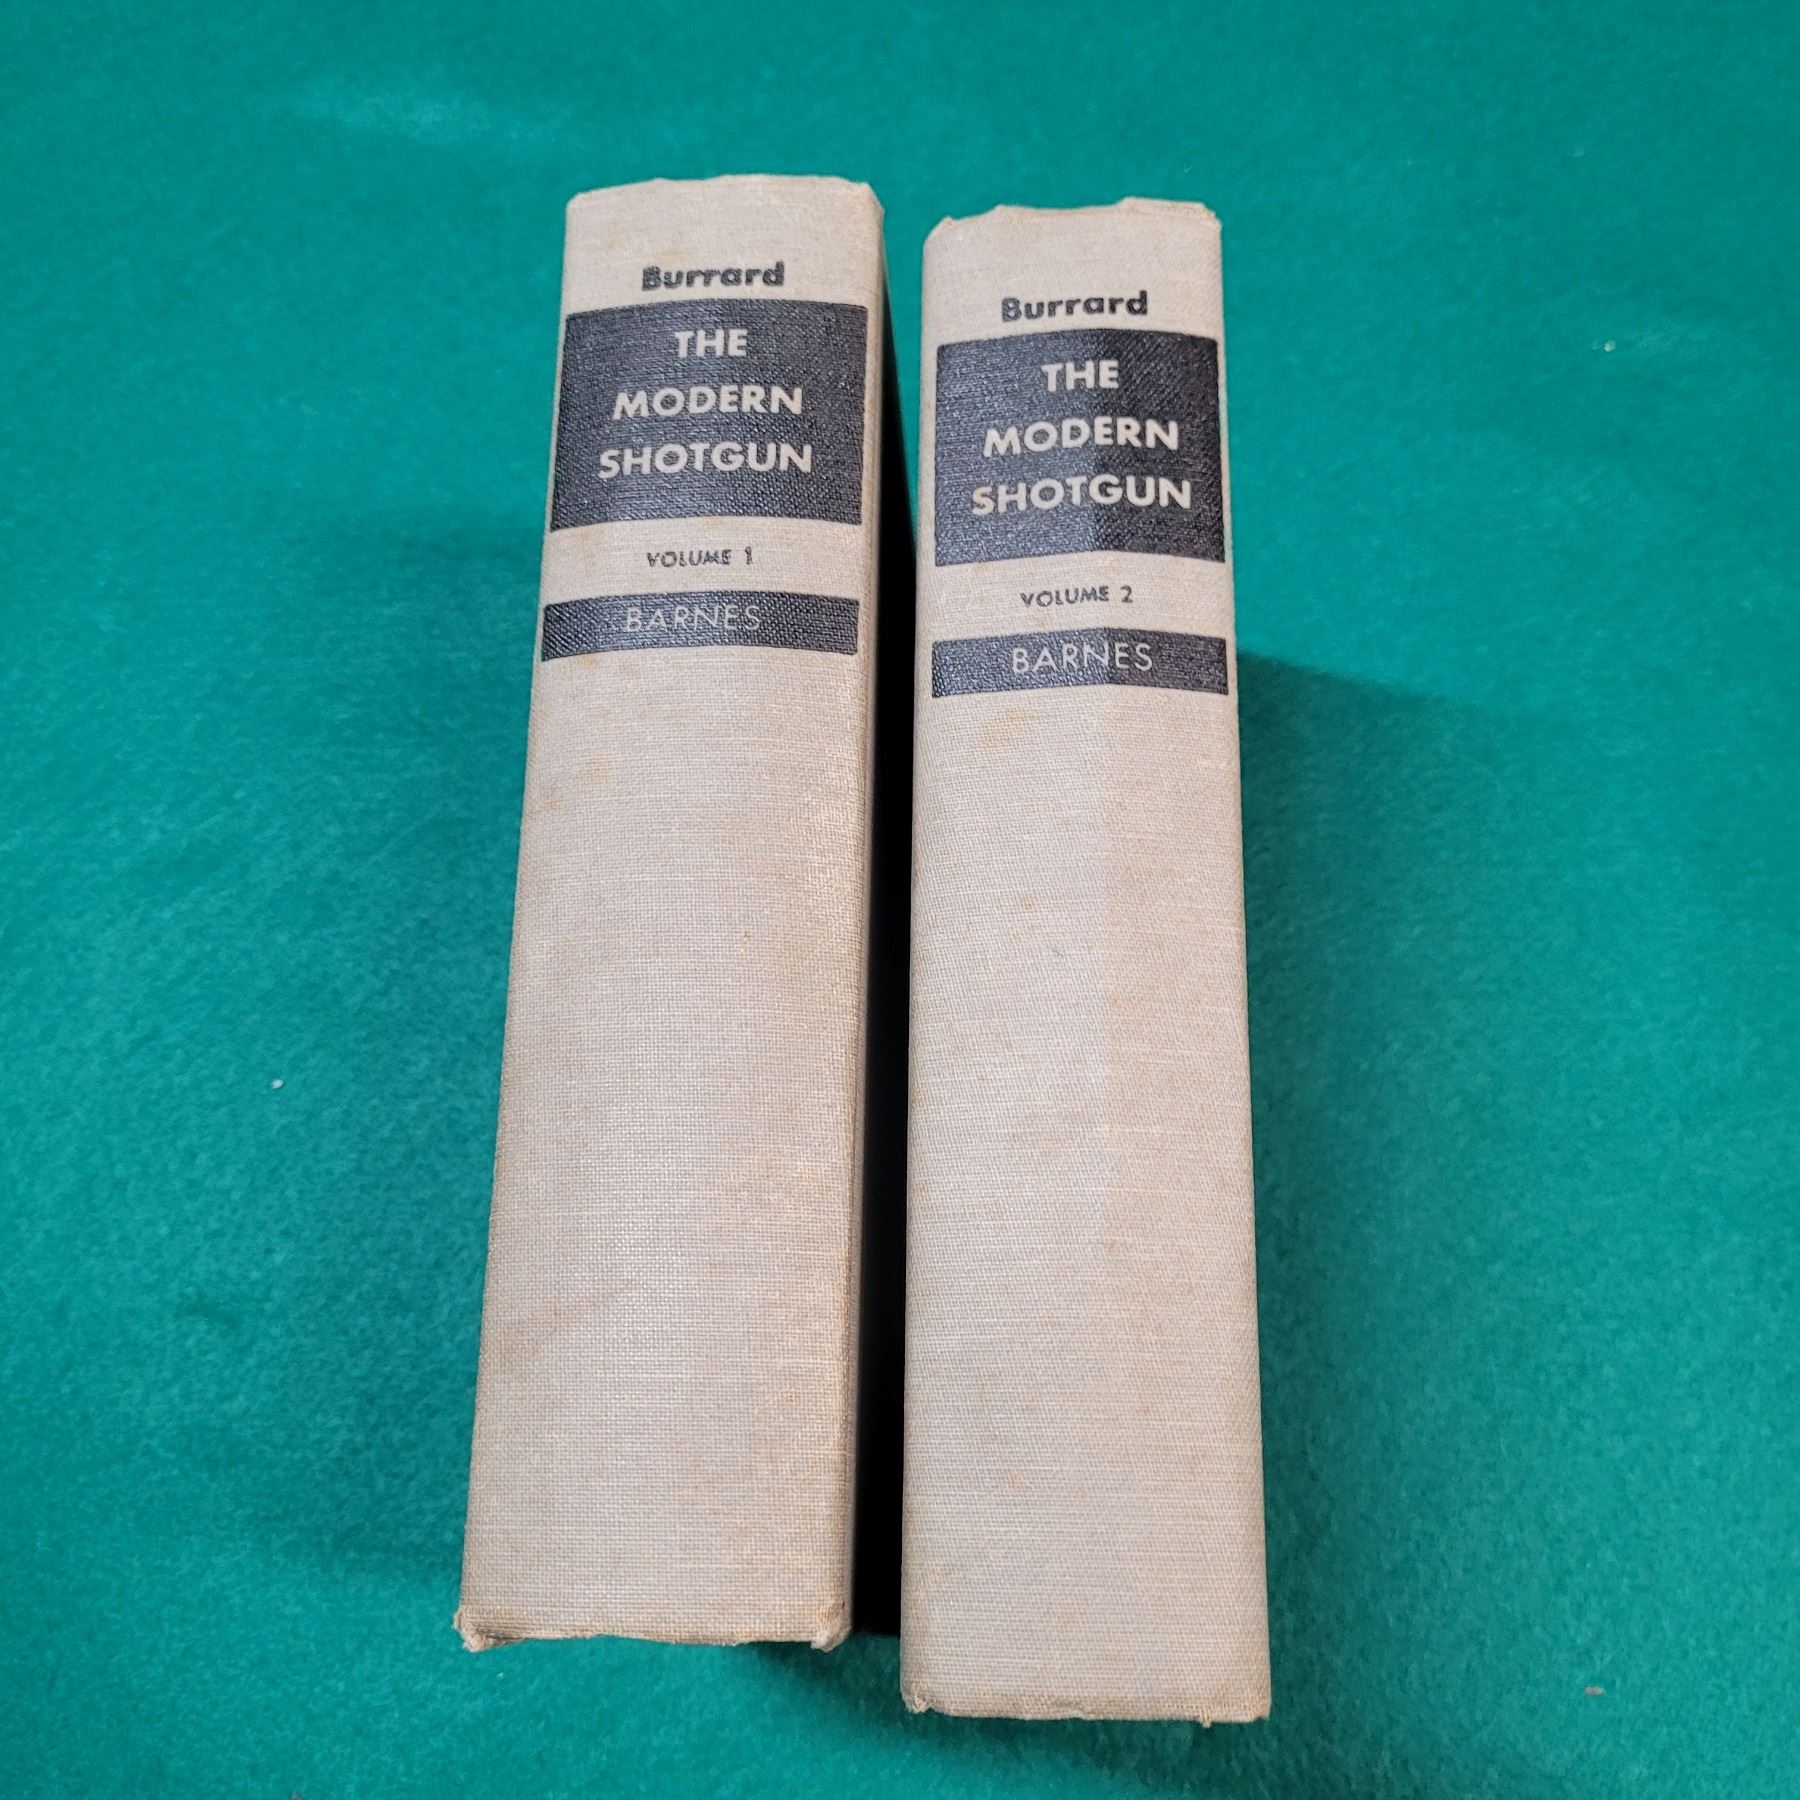 Burrard
THE
MODERN
SHOTGUN
VOLUME 1
BARNES
Burrard
THE
MODERN
SHOTGUN
VOLUME 2
BARNES